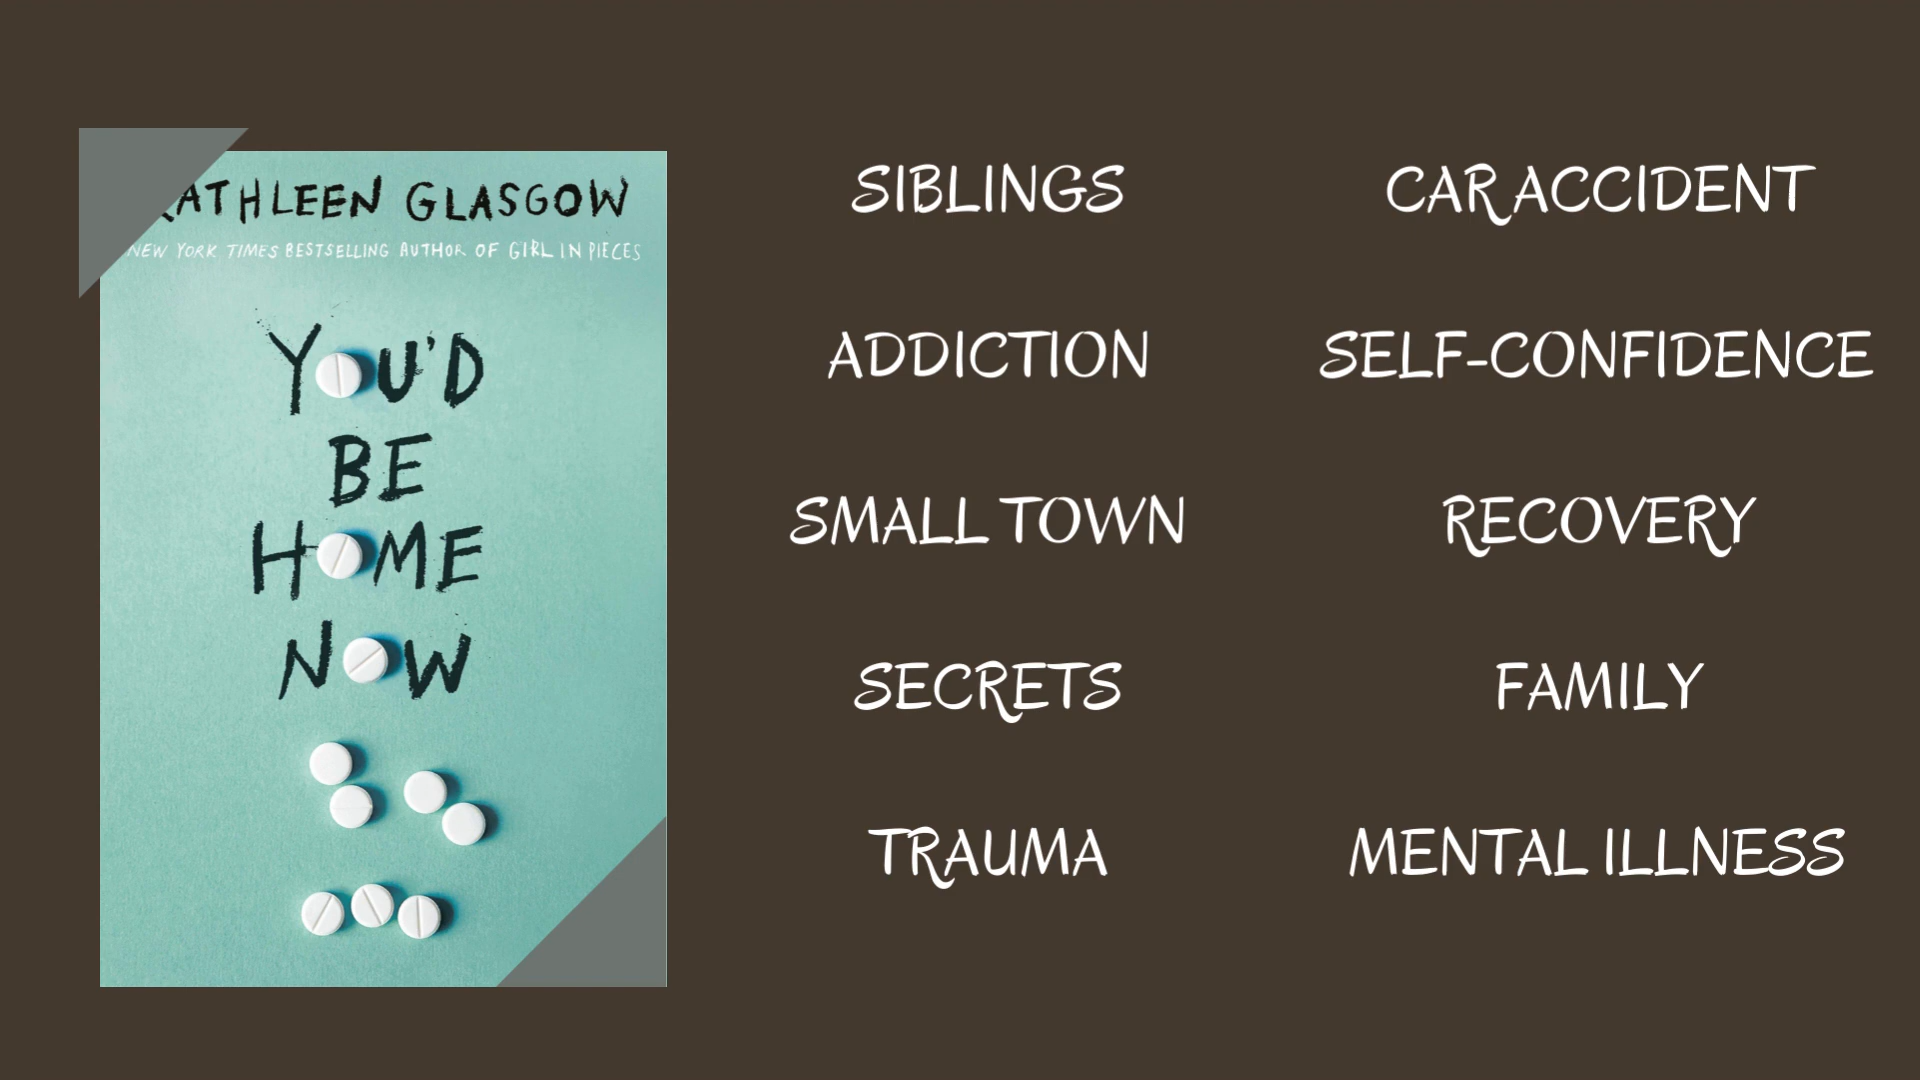 KATHLEEN GLASGOW
NEW YORK TIMES BESTSELLING AUTHOR OF GIRL IN PIECES
YOU'D
BE
HOME
NOW
SIBLINGS
ADDICTION
SMALL TOWN
SECRETS
TRAUMA
CAR ACCIDENT
SELF-CONFIDENCE
RECOVERY
FAMILY
MENTAL ILLNESS